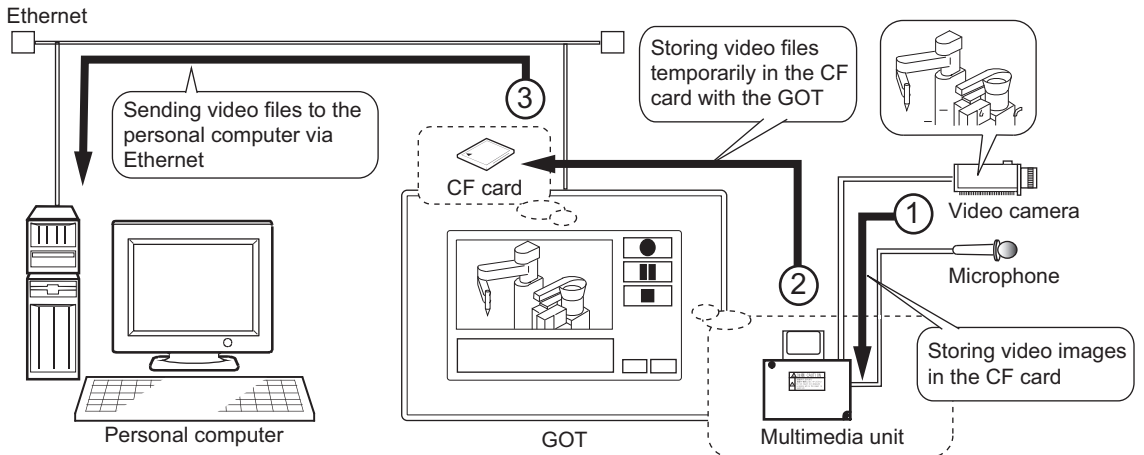 Ethernet
Sending video files to the
personal computer via
Ethernet
③
Storing video files
temporarily in the CF
card with the GOT
CF card
①
Video camera
②
Microphone
Storing video images
in the CF card
Personal computer
GOT
Multimedia unit